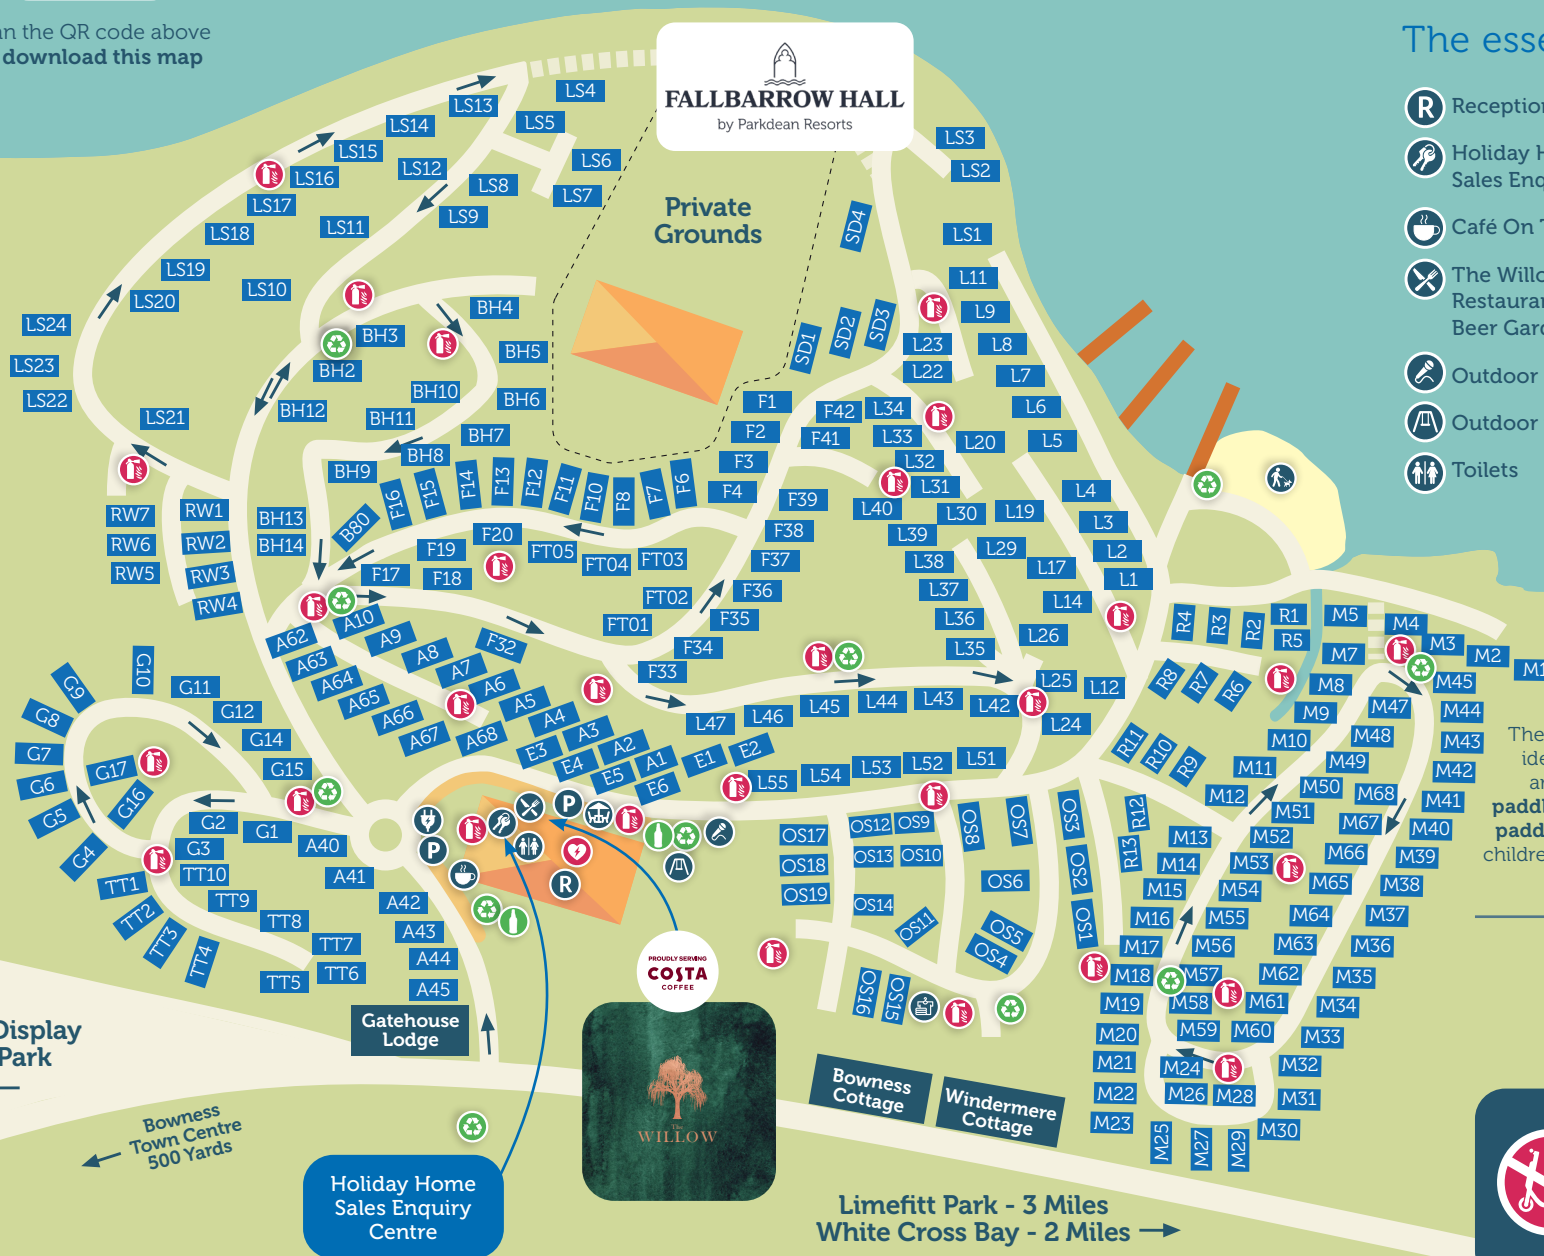 an the QR code above
download this map
FALLBARROW HALL
by Parkdean Resorts
The esse
R
Reception
Holiday H
Sales Enq
Café On T
The Willo
Restaurar
Beer Gard
Outdoor
Outdoor
Toilets
Private
Grounds
LS4
LS13
LS5
LS14
LS15
LS12
LS6
LS16
LS8
LS7
LS17
LS9
LS18
LS11
LS19
LS10
LS20
LS24
LS23
LS22
LS21
LS3
LS2
LS1
SD4
SD3
SD2
SD1
L11
L9
L23
L8
L22
L7
L6
L5
BH4
BH3
BH5
BH2
BH10
BH6
BH12
BH11
BH7
BH8
BH9
BH13
BH14
B80
F1
F2
F3
F4
F42
F41
L34
L33
L20
L32
L31
L40
L30
L19
L4
L3
L2
L1
L39
L29
L38
L17
L37
L14
L36
L26
L35
L25
L12
L24
F39
F38
F37
F36
F35
F34
F33
F16
F15
F14
F13
F12
F11
F10
F8
F7
F6
F20
F19
F18
F17
FT05
FT04
FT03
FT02
FT01
F32
RW7
RW6
RW5
RW1
RW2
RW3
RW4
A62
A63
A64
A65
A66
A67
A68
A10
A9
A8
A7
A6
A5
A4
A3
A2
A1
E3
E4
E5
E6
E1
E2
L47
L46
L45
L44
L43
L42
L55
L54
L53
L52
L51
G10
G9
G8
G7
G6
G5
G4
G11
G12
G14
G15
G17
G16
G2
G1
G3
A40
A41
A42
A43
A44
A45
TT10
TT9
TT8
TT7
TT6
TT5
TT1
TT2
TT3
TT4
P
P
R
R4
R3
R2
R1
R5
R8
R7
R6
R11
R10
R9
R12
R13
M5
M4
M3
M2
M1
M7
M8
M9
M10
M11
M12
M13
M14
M15
M16
M17
M18
M19
M20
M21
M22
M23
M24
M25
M26
M27
M28
M29
M30
M31
M32
M33
M34
M35
M36
M37
M38
M39
M40
M41
M42
M43
M44
M45
M47
M48
M49
M50
M51
M52
M53
M54
M55
M56
M57
M58
M59
M60
M61
M62
M63
M64
M65
M66
M67
M68
OS17
OS18
OS19
OS12
OS9
OS13
OS10
OS14
OS11
OS8
OS7
OS6
OS5
OS4
OS3
OS2
OS1
OS16
OS15
The
ide
an
paddl
padd
childre
PROUDLY SERVING
COSTA
COFFEE
The
WILLOW
Gatehouse
Lodge
Display
Park
Bowness
Town Centre
500 Yards
Holiday Home
Sales Enquiry
Centre
Bowness
Cottage
Windermere
Cottage
Limefitt Park - 3 Miles
White Cross Bay - 2 Miles